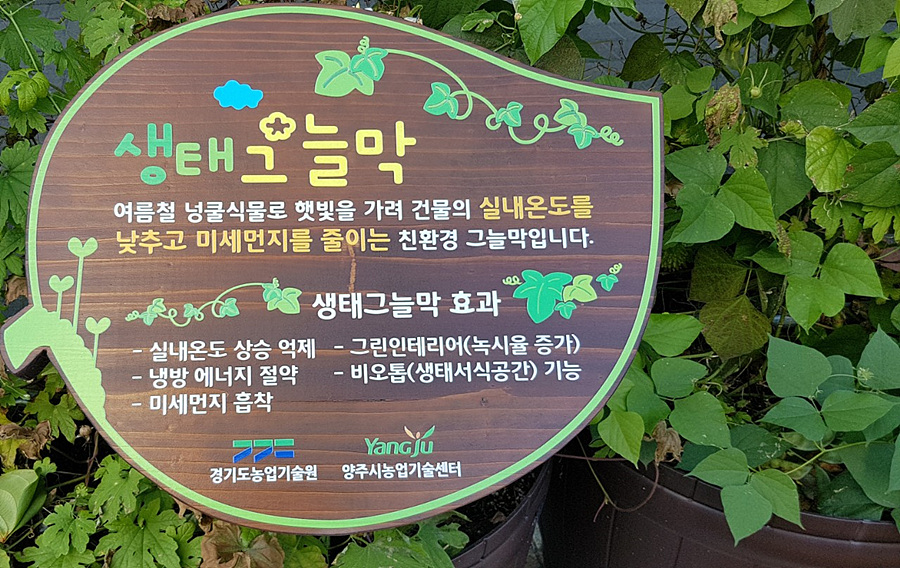 생태그늘막
여름철 넝쿨식물로 햇빛을 가려 건물의 실내온도를
낮추고 미세먼지를 줄이는 친환경 그늘막입니다.
생태그늘막 효과
- 실내온도 상승 억제
- 냉방 에너지 절약
- 미세먼지 흡착
- 그린인테리어(녹시율 증가)
- 비오톱(생태서식공간) 기능
경기도농업기술원
Yangju
양주시농업기술센터